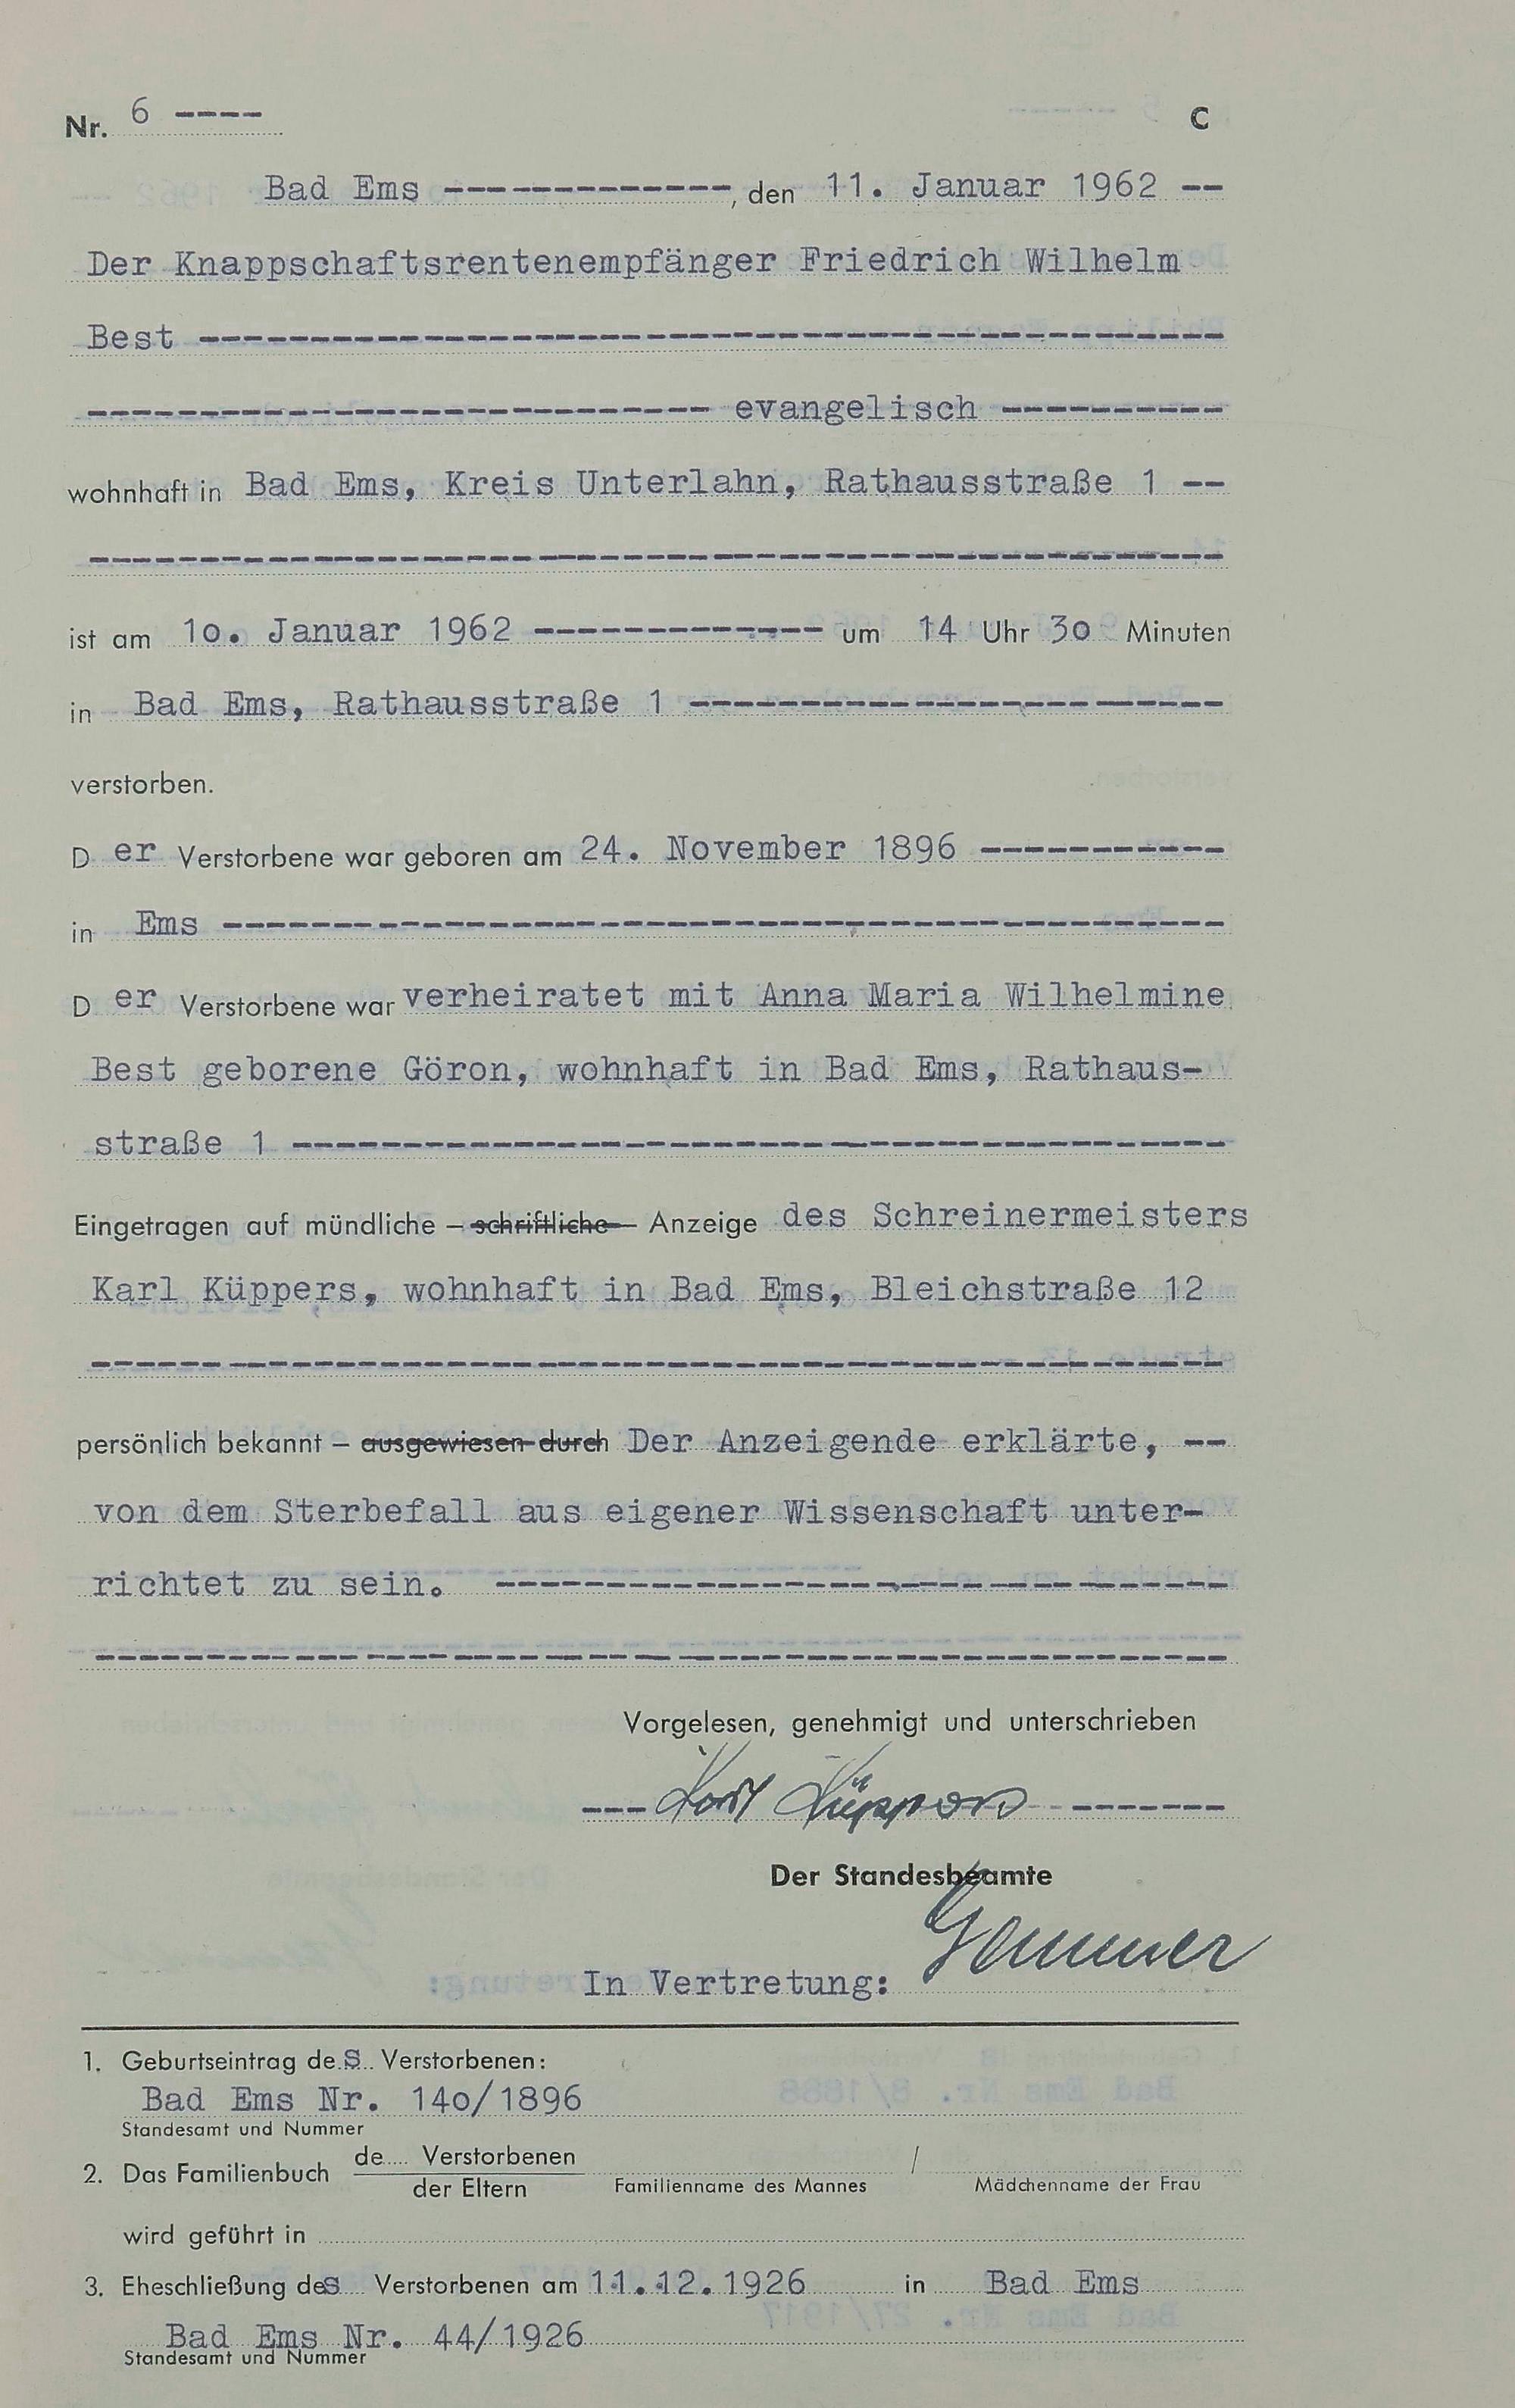 Nr. 6 ---- C
Bad Ems -------------, den 11. Januar 1962 --
Der Knappschaftsrentenempfänger Friedrich Wilhelm
Best ----------------------------------------------
---------------------------- evangelisch ----------
wohnhaft in Bad Ems, Kreis Unterlahn, Rathausstraße 1 --
---------------------------------------------------
ist am 1o. Januar 1962 ------------- um 14 Uhr 3o Minuten
in Bad Ems, Rathausstraße 1 ------------------------
verstorben.
D er Verstorbene war geboren am 24. November 1896 -----------
in Ems ---------------------------------------------
D er Verstorbene war verheiratet mit Anna Maria Wilhelmine
Best geborene Göron, wohnhaft in Bad Ems, Rathaus-
straße 1 ------------------------------------------
Eingetragen auf mündliche – schriftliche – Anzeige des Schreinermeisters
Karl Küppers, wohnhaft in Bad Ems, Bleichstraße 12
---------------------------------------------------
persönlich bekannt – ausgewiesen durch Der Anzeigende erklärte, --
von dem Sterbefall aus eigener Wissenschaft unter-
richtet zu sein. ---------------------------------
---------------------------------------------------
Vorgelesen, genehmigt und unterschrieben
--- Karl Küppers -------
Der Standesbeamte
In Vertretung:
1. Geburtseintrag des Verstorbenen:
Bad Ems Nr. 14o/1896
Standesamt und Nummer
2. Das Familienbuch de.... Verstorbenen /
der Eltern Familienname des Mannes Mädchenname der Frau
wird geführt in
3. Eheschließung des Verstorbenen am 11.12.1926 in Bad Ems
Bad Ems Nr. 44/1926
Standesamt und Nummer